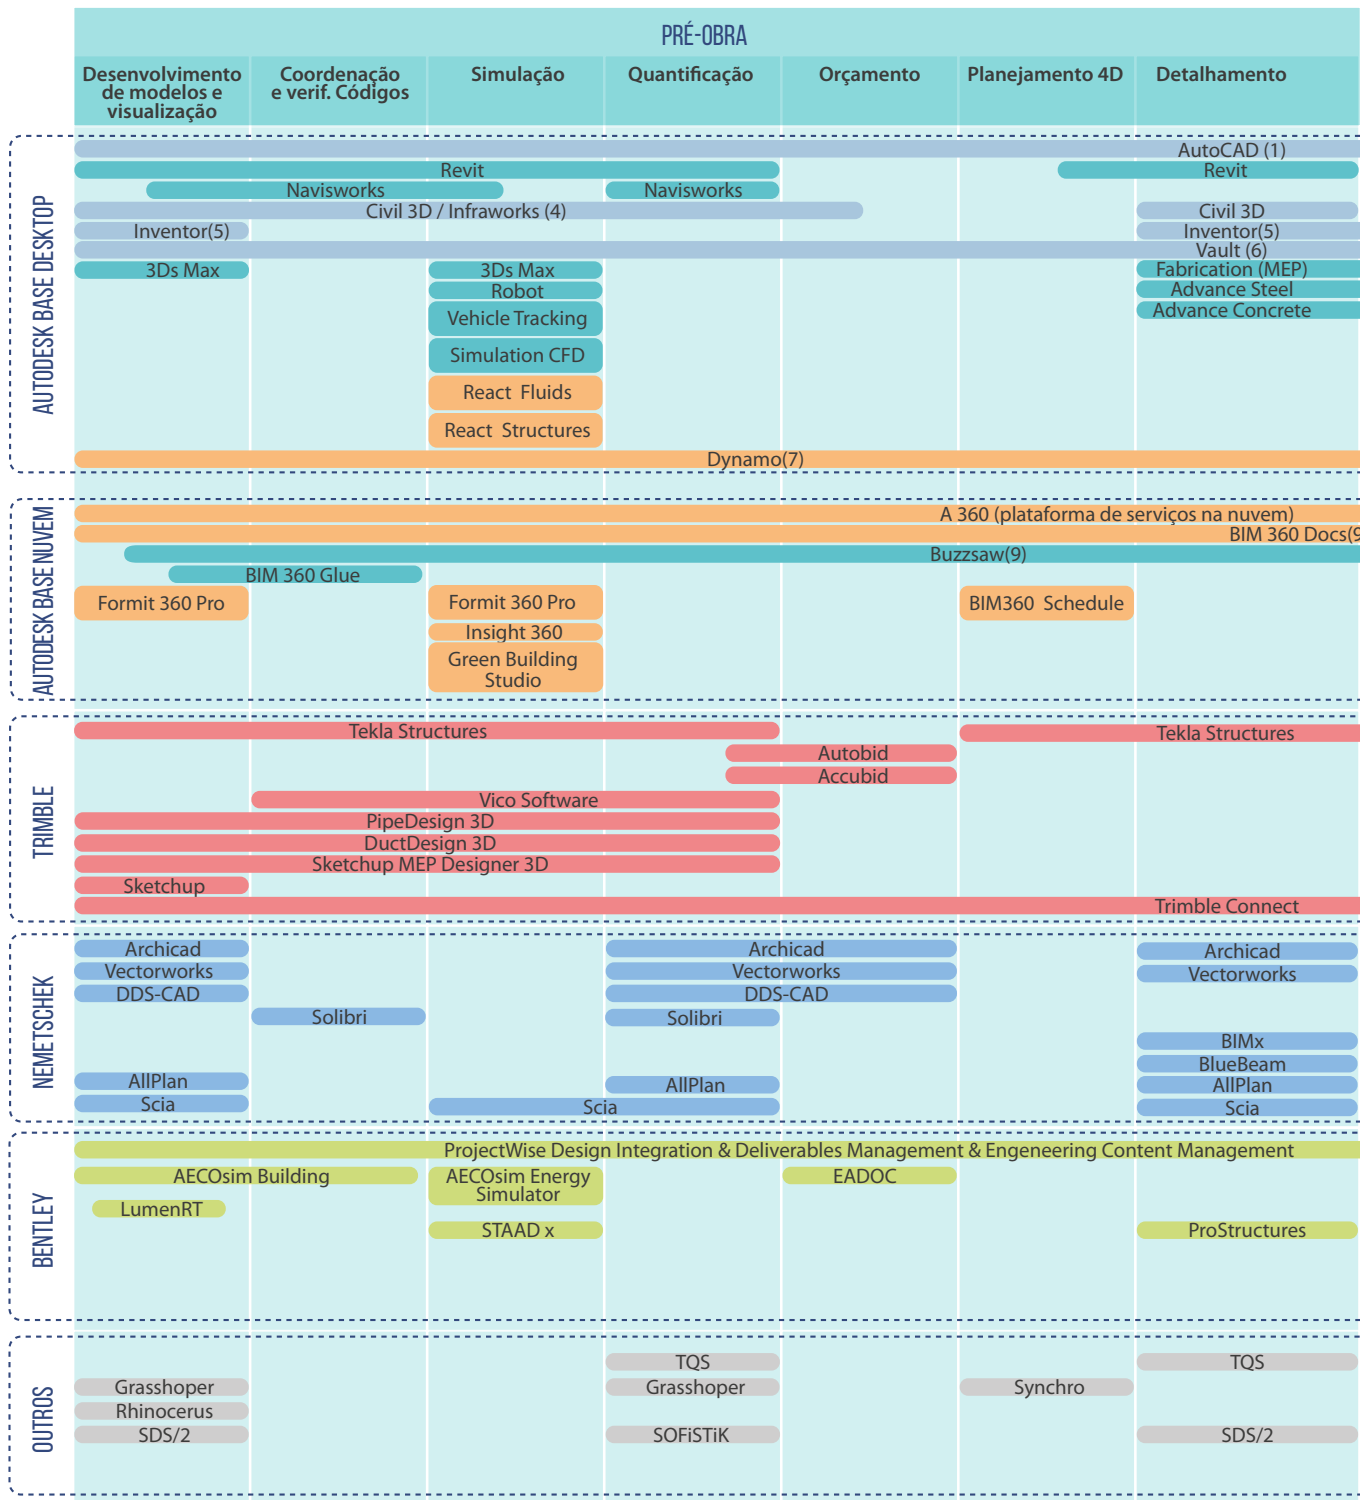 PRÉ-OBRA
Desenvolvimento
de modelos e
visualização
Coordenação
e verif. Códigos
Simulação
Quantificação
Orçamento
Planejamento 4D
Detalhamento
AUTODESK BASE DESKTOP
AutoCAD (1)
Revit
Revit
Navisworks
Navisworks
Civil 3D / Infraworks (4)
Civil 3D
Inventor(5)
Inventor(5)
Vault (6)
3Ds Max
3Ds Max
Fabrication (MEP)
Robot
Advance Steel
Vehicle Tracking
Advance Concrete
Simulation CFD
React Fluids
React Structures
Dynamo(7)
AUTODESK BASE NUVEM
A 360 (plataforma de serviços na nuvem)
BIM 360 Docs(9
Buzzsaw(9)
BIM 360 Glue
Formit 360 Pro
Formit 360 Pro
BIM360 Schedule
Insight 360
Green Building
Studio
TRIMBLE
Tekla Structures
Tekla Structures
Autobid
Accubid
Vico Software
PipeDesign 3D
DuctDesign 3D
Sketchup MEP Designer 3D
Sketchup
Trimble Connect
NEMETSCHEK
Archicad
Archicad
Archicad
Vectorworks
Vectorworks
Vectorworks
DDS-CAD
DDS-CAD
Solibri
Solibri
BIMx
BlueBeam
AllPlan
AllPlan
AllPlan
Scia
Scia
Scia
BENTLEY
ProjectWise Design Integration & Deliverables Management & Engeneering Content Management
AECOsim Building
AECOsim Energy
Simulator
EADOC
LumenRT
STAAD x
ProStructures
OUTROS
TQS
TQS
Grasshoper
Grasshoper
Synchro
Rhinocerus
SDS/2
SOFiSTiK
SDS/2